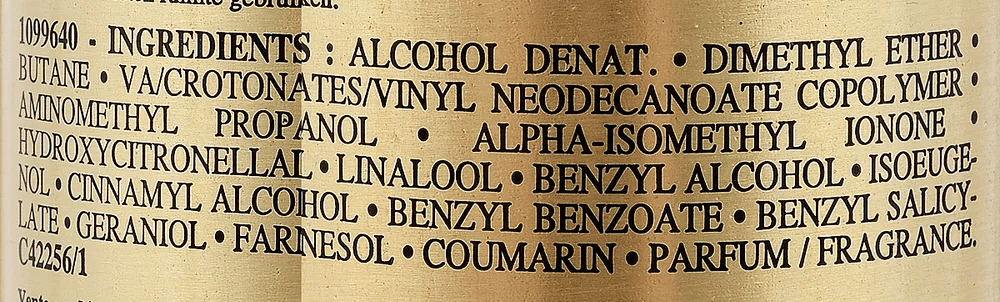 gebruiken.
1099640 - INGREDIENTS : ALCOHOL DENAT. • DIMETHYL ETHER •
BUTANE • VA/CROTONATES/VINYL NEODECANOATE COPOLYMER •
AMINOMETHYL PROPANOL • ALPHA-ISOMETHYL IONONE •
HYDROXYCITRONELLAL • LINALOOL • BENZYL ALCOHOL • ISOEUGE-
NOL • CINNAMYL ALCOHOL • BENZYL BENZOATE • BENZYL SALICY-
LATE • GERANIOL • FARNESOL • COUMARIN • PARFUM / FRAGRANCE.
C42256/1